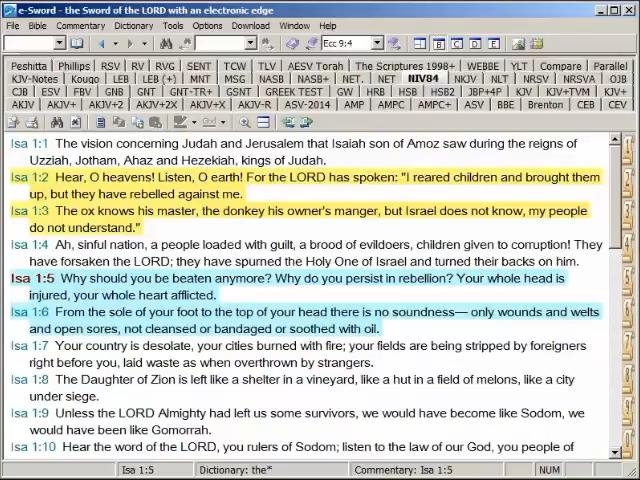 e-Sword - the Sword of the LORD with an electronic edge
File Bible Commentary Dictionary Tools Options Download Window Help
Ecc 9:4 B C D E
Peshitta Phillips RSV RV RVG RSV SENT TCW TLV AESV Torah The Scriptures 1998+ WEBBE YLT Compare Parallel
KJV-Notes Kougo LEB LEB (+) MNT MSG NASB NASB+ NET. NET NIV84 NKJV NLT NRSV NRSVA OJB
CJB ESV FBV GNB GNT GNT-TR+ GSNT GREEK TEST GW HRB HSB HSB2 JBP+4P KJV KJV+TVM KJV+
AKJV AKJV+ AKJV+2 AKJV+2X AKJV+X AKJV-R ASV-2014 AMP AMPC AMPC+ ASV BBE Brenton CEB CEV
Isa 1:1 The vision concerning Judah and Jerusalem that Isaiah son of Amoz saw during the reigns of
Uzziah, Jotham, Ahaz and Hezekiah, kings of Judah.
Isa 1:2 Hear, O heavens! Listen, O earth! For the LORD has spoken: "I reared children and brought them
up, but they have rebelled against me.
Isa 1:3 The ox knows his master, the donkey his owner's manger, but Israel does not know, my people
do not understand."
Isa 1:4 Ah, sinful nation, a people loaded with guilt, a brood of evildoers, children given to corruption! They
have forsaken the LORD; they have spurned the Holy One of Israel and turned their backs on him.
Isa 1:5 Why should you be beaten anymore? Why do you persist in rebellion? Your whole head is
injured, your whole heart afflicted.
Isa 1:6 From the sole of your foot to the top of your head there is no soundness— only wounds and welts
and open sores, not cleansed or bandaged or soothed with oil.
Isa 1:7 Your country is desolate, your cities burned with fire; your fields are being stripped by foreigners
right before you, laid waste as when overthrown by strangers.
Isa 1:8 The Daughter of Zion is left like a shelter in a vineyard, like a hut in a field of melons, like a city
under siege.
Isa 1:9 Unless the LORD Almighty had left us some survivors, we would have become like Sodom, we
would have been like Gomorrah.
Isa 1:10 Hear the word of the LORD, you rulers of Sodom; listen to the law of our God, you people of
Isa 1:5 Dictionary: the* Commentary: Isa 1:5 NUM